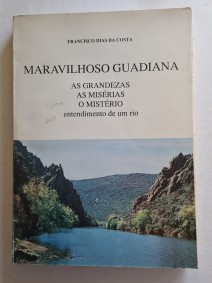 FRANCISCO DIAS DA COSTA
MARAVILHOSO GUADIANA
AS GRANDEZAS
AS MISÉRIAS
O MISTÉRIO
entendimento de um rio